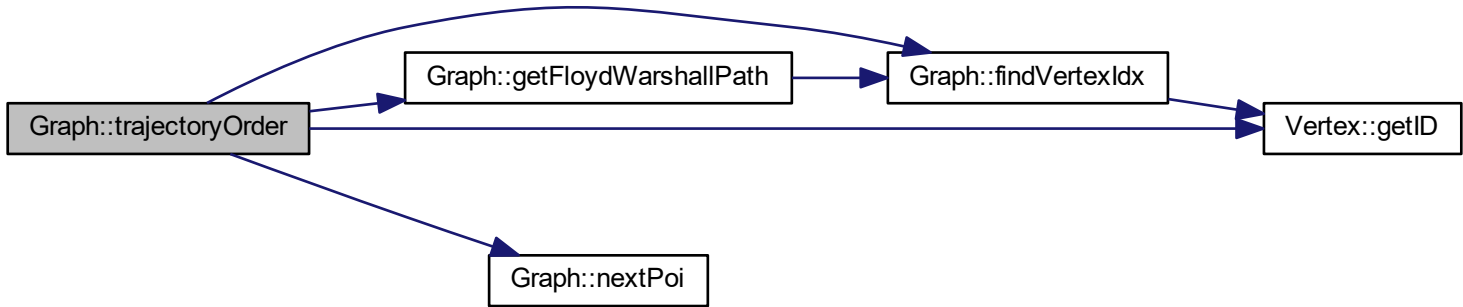 Graph::trajectoryOrder
Graph::getFloydWarshallPath
Graph::findVertexIdx
Vertex::getID
Graph::nextPoi